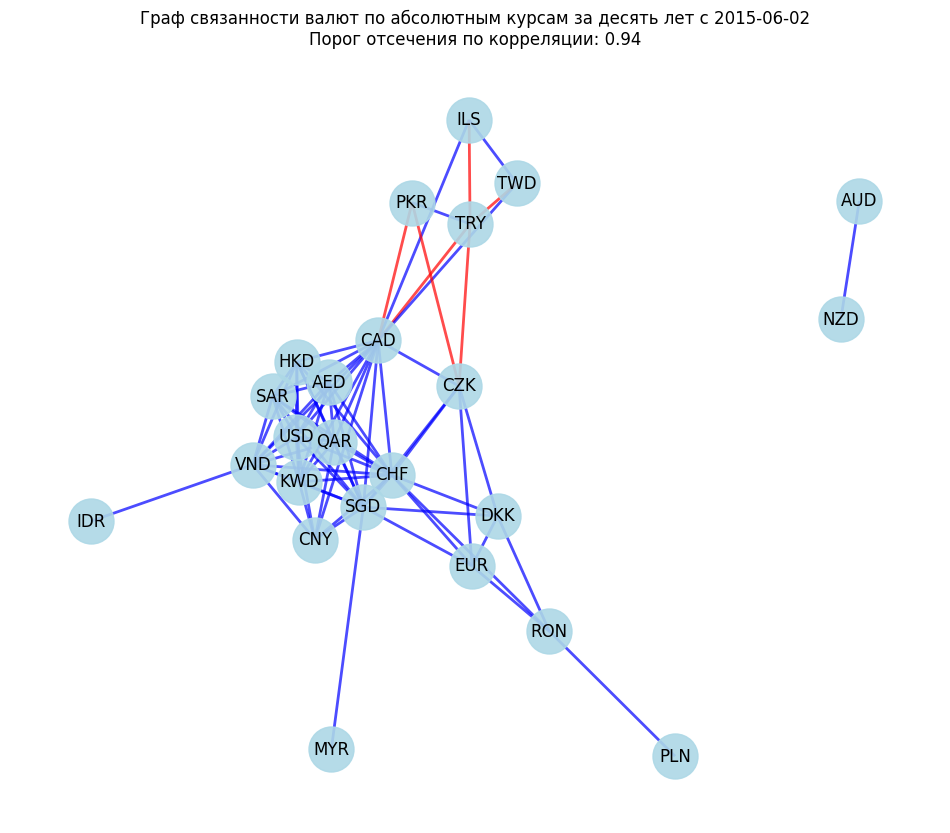 Граф связанности валют по абсолютным курсам за десять лет с 2015-06-02
Порог отсечения по корреляции: 0.94
ILS
TWD
PKR
AUD
TRY
NZD
CAD
HKD
AED
CZK
SAR
USD
QAR
VND
CHF
KWD
SGD
DKK
IDR
CNY
EUR
RON
MYR
PLN